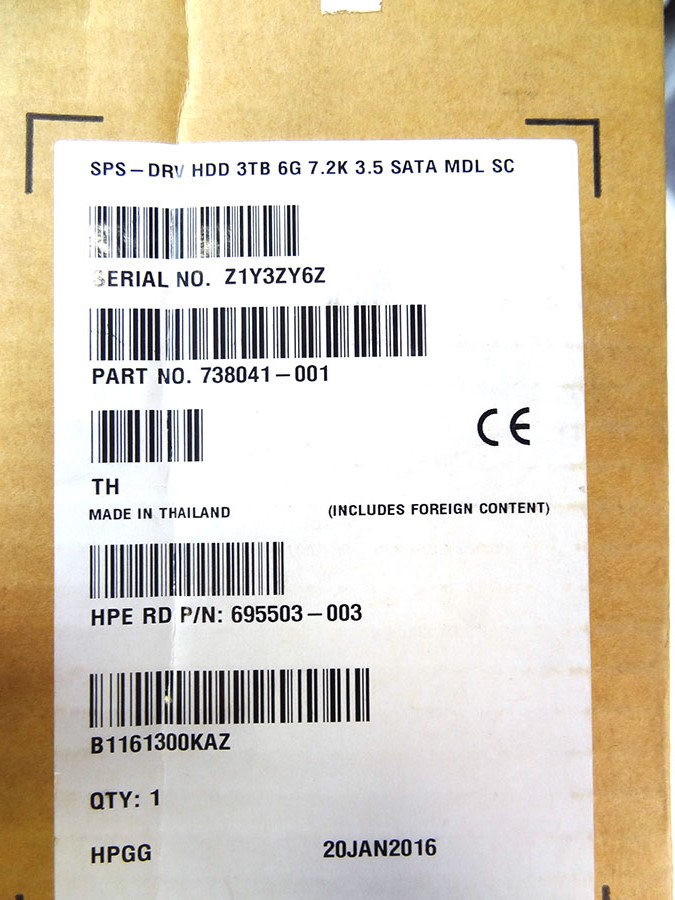 SPS-DRV HDD 3TB 6G 7.2K 3.5 SATA MDL SC
SERIAL NO. Z1Y3ZY6Z
PART NO. 738041-001
CE
TH
MADE IN THAILAND (INCLUDES FOREIGN CONTENT)
HPE RD P/N: 695503-003
B1161300KAZ
QTY: 1
HPGG 20JAN2016